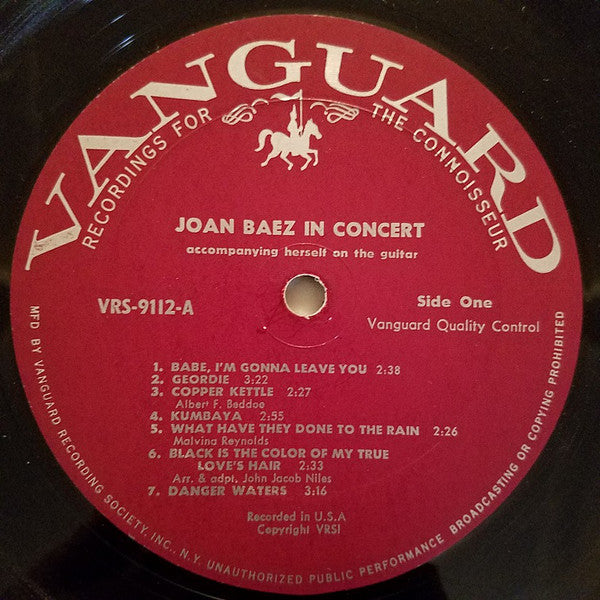 VANGUARD
RECORDINGS FOR THE CONNOISSEUR
JOAN BAEZ IN CONCERT
accompanying herself on the guitar
VRS-9112-A
Side One
Vanguard Quality Control
1. BABE, I'M GONNA LEAVE YOU 2:38
2. GEORDIE 3:22
3. COPPER KETTLE 2:27
Albert F. Beddoe
4. KUMBAYA 2:55
5. WHAT HAVE THEY DONE TO THE RAIN 2:26
Malvina Reynolds
6. BLACK IS THE COLOR OF MY TRUE
LOVE'S HAIR 2:33
Arr. & adpt. John Jacob Niles
7. DANGER WATERS 3:16
Recorded in U.S.A
Copyright VRSI
MFD BY VANGUARD RECORDING SOCIETY, INC., N.Y. UNAUTHORIZED PUBLIC PERFORMANCE BROADCASTING OR COPYING PROHIBITED